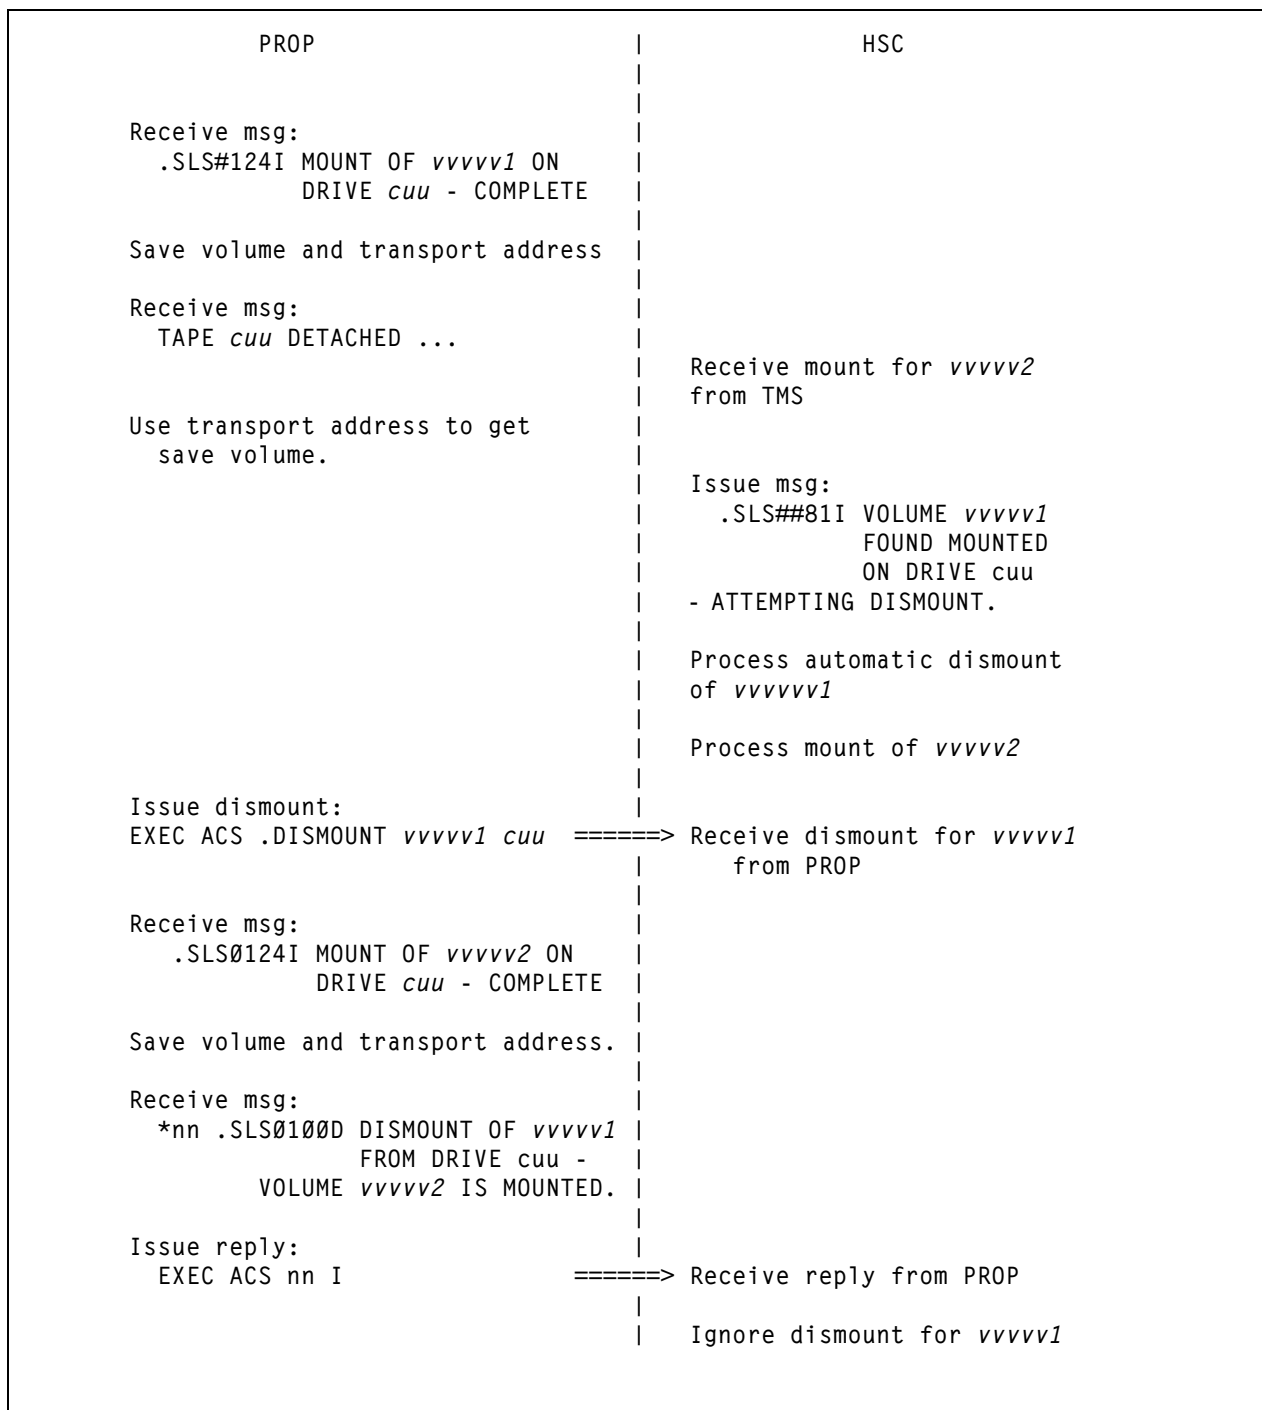 PROP | HSC
|
|
Receive msg: |
.SLS#124I MOUNT OF vvvvv1 ON |
DRIVE cuu - COMPLETE |
|
Save volume and transport address |
|
Receive msg: |
TAPE cuu DETACHED ... |
| Receive mount for vvvvv2
| from TMS
Use transport address to get |
save volume. |
| Issue msg:
| .SLS##81I VOLUME vvvvv1
| FOUND MOUNTED
| ON DRIVE cuu
| - ATTEMPTING DISMOUNT.
|
| Process automatic dismount
| of vvvvvv1
|
| Process mount of vvvvv2
|
Issue dismount: |
EXEC ACS .DISMOUNT vvvvv1 cuu ======> Receive dismount for vvvvv1
| from PROP
|
Receive msg: |
.SLSØ124I MOUNT OF vvvvv2 ON |
DRIVE cuu - COMPLETE |
|
Save volume and transport address. |
|
Receive msg: |
*nn .SLSØ1ØØD DISMOUNT OF vvvvv1 |
FROM DRIVE cuu - |
VOLUME vvvvv2 IS MOUNTED. |
|
Issue reply: |
EXEC ACS nn I ======> Receive reply from PROP
|
| Ignore dismount for vvvvv1